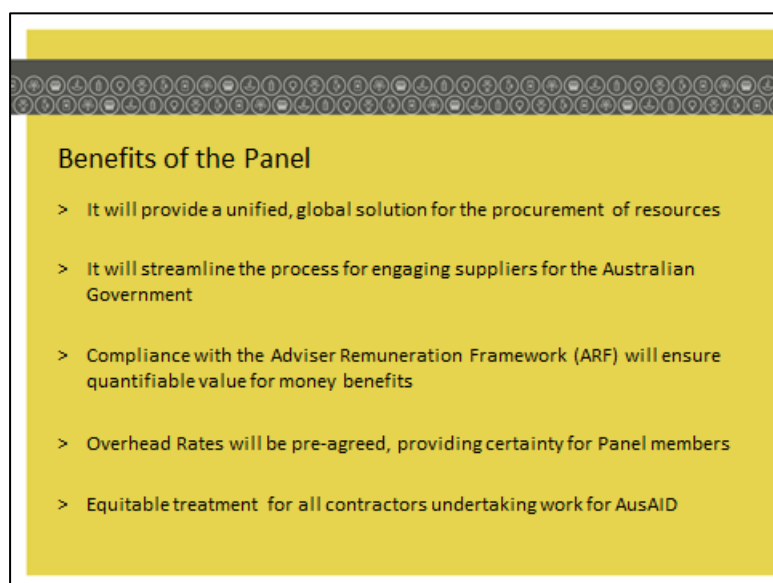 Benefits of the Panel
> It will provide a unified, global solution for the procurement of resources
> It will streamline the process for engaging suppliers for the Australian
Government
> Compliance with the Adviser Remuneration Framework (ARF) will ensure
quantifiable value for money benefits
> Overhead Rates will be pre-agreed, providing certainty for Panel members
> Equitable treatment for all contractors undertaking work for AusAID